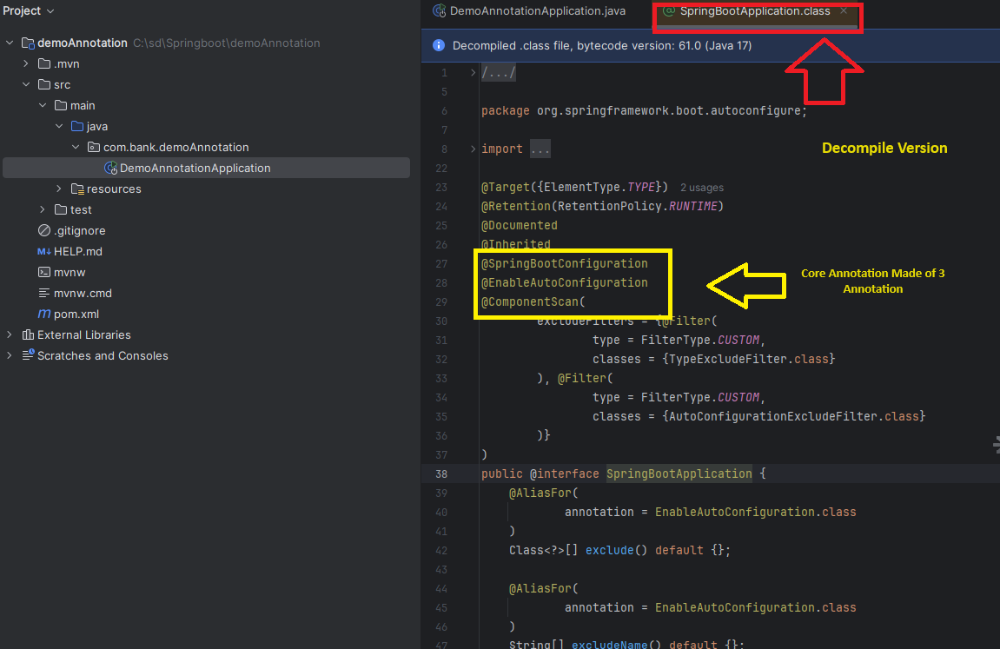 Project
demoAnnotation C:\sd\Springboot\demoAnnotation
.mvn
src
main
java
com.bank.demoAnnotation
DemoAnnotationApplication
resources
test
.gitignore
M↓ HELP.md
mvnw
mvnw.cmd
m pom.xml
External Libraries
Scratches and Consoles
DemoAnnotationApplication.java
@ SpringBootApplication.class ×
Decompiled .class file, bytecode version: 61.0 (Java 17)
1 /.../
5
6 package org.springframework.boot.autoconfigure;
7
8 import ...
22
23 @Target({ElementType.TYPE}) 2 usages
24 @Retention(RetentionPolicy.RUNTIME)
25 @Documented
26 @Inherited
27 @SpringBootConfiguration
28 @EnableAutoConfiguration
29 @ComponentScan(
30 excludeFilters = {@Filter(
31 type = FilterType.CUSTOM,
32 classes = {TypeExcludeFilter.class}
33 ), @Filter(
34 type = FilterType.CUSTOM,
35 classes = {AutoConfigurationExcludeFilter.class}
36 )}
37 )
38 public @interface SpringBootApplication {
39 @AliasFor(
40 annotation = EnableAutoConfiguration.class
41 )
42 Class<?>[] exclude() default {};
43
44 @AliasFor(
45 annotation = EnableAutoConfiguration.class
46 )
47 String[] excludeName() default {};
Decompile Version
Core Annotation Made of 3
Annotation